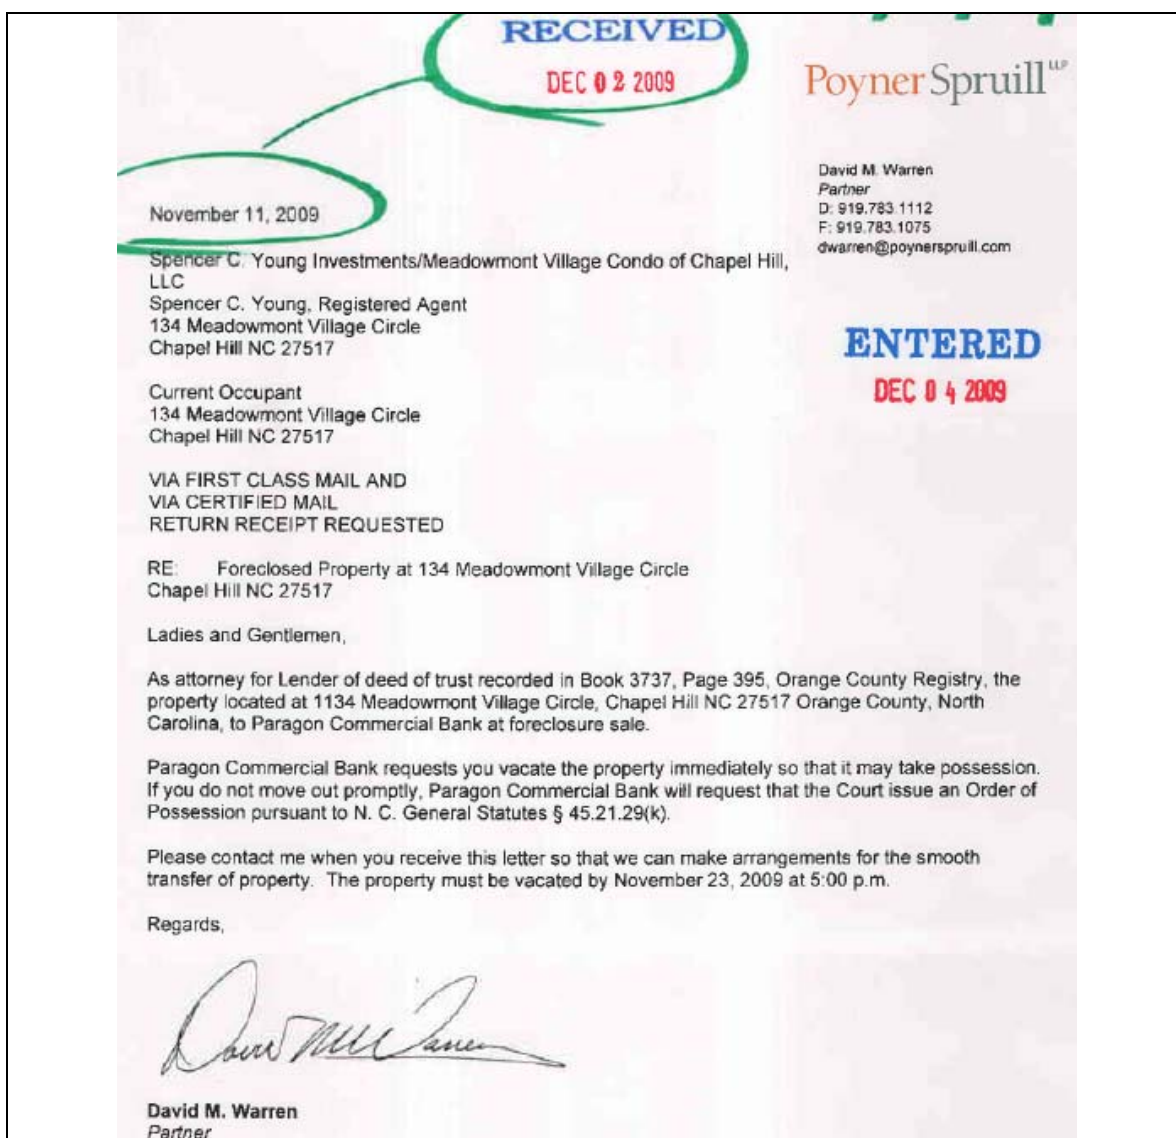 RECEIVED
DEC 02 2009
Poyner Spruill LLP
David M. Warren
Partner
D: 919.783.1112
F: 919.783.1075
dwarren@poynerspruill.com
November 11, 2009
Spencer C. Young Investments/Meadowmont Village Condo of Chapel Hill,
LLC
Spencer C. Young, Registered Agent
134 Meadowmont Village Circle
Chapel Hill NC 27517
ENTERED
DEC 04 2009
Current Occupant
134 Meadowmont Village Circle
Chapel Hill NC 27517
VIA FIRST CLASS MAIL AND
VIA CERTIFIED MAIL
RETURN RECEIPT REQUESTED
RE: Foreclosed Property at 134 Meadowmont Village Circle
Chapel Hill NC 27517
Ladies and Gentlemen,
As attorney for Lender of deed of trust recorded in Book 3737, Page 395, Orange County Registry, the
property located at 1134 Meadowmont Village Circle, Chapel Hill NC 27517 Orange County, North
Carolina, to Paragon Commercial Bank at foreclosure sale.
Paragon Commercial Bank requests you vacate the property immediately so that it may take possession.
If you do not move out promptly, Paragon Commercial Bank will request that the Court issue an Order of
Possession pursuant to N. C. General Statutes § 45.21.29(k).
Please contact me when you receive this letter so that we can make arrangements for the smooth
transfer of property. The property must be vacated by November 23, 2009 at 5:00 p.m.
Regards,
David M. Warren
David M. Warren
Partner